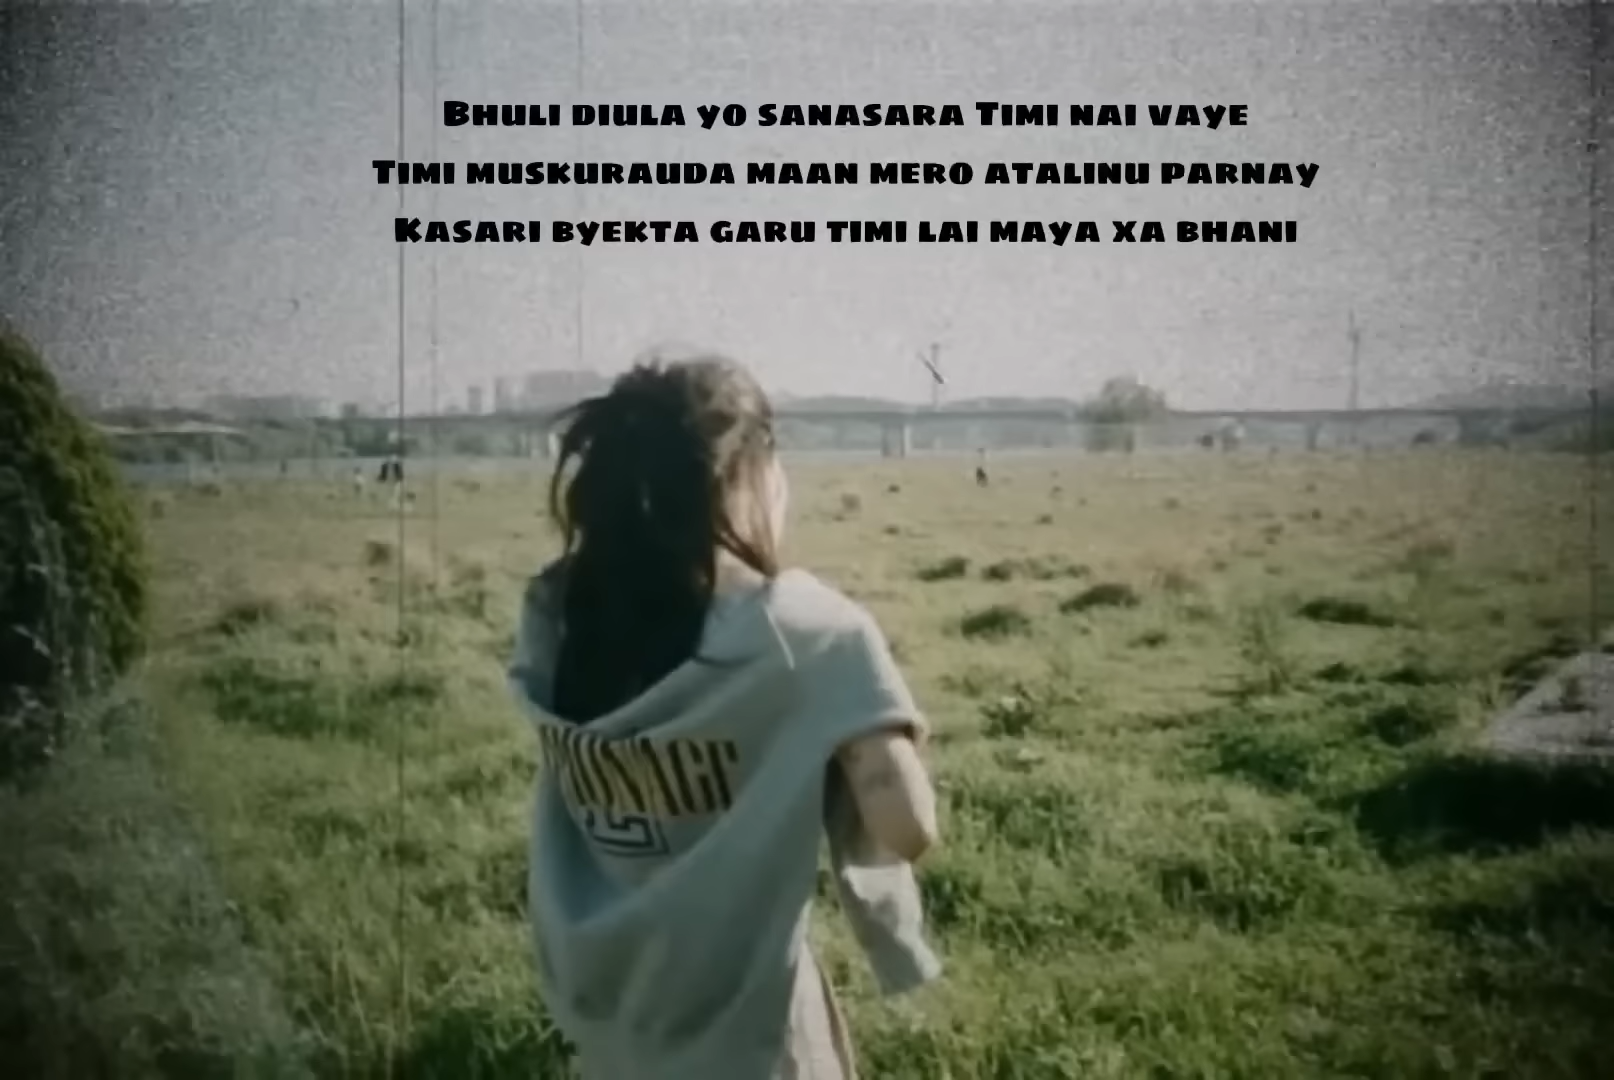 Bhuli diula yo sanasara Timi nai vaye
Timi muskurauda maan mero atalinu parnay
Kasari byekta garu timi lai maya xa bhani